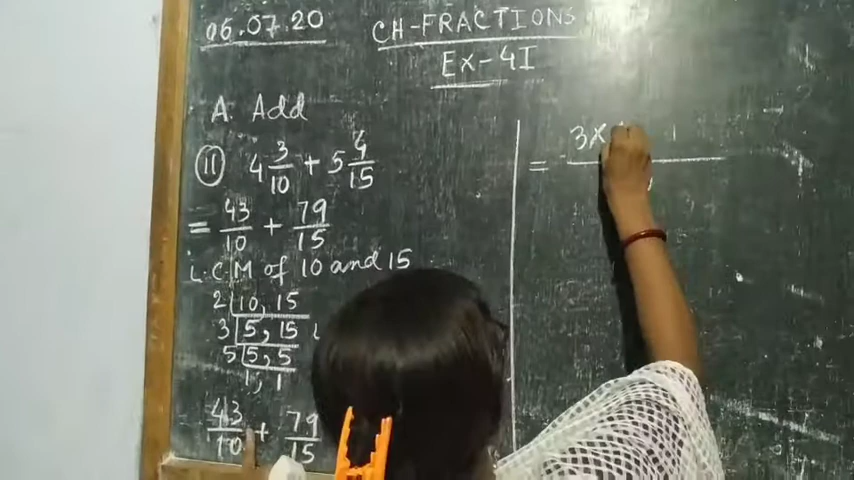 06.07.20
CH-FRACTIONS
Ex-4I
A. Add
11 4 3/10 + 5 4/15
= 43/10 + 79/15
L.C.M of 10 and 15
2|10, 15
3|5, 15
5|5, 5
1, 1
43/10 + 79/15
= 3X